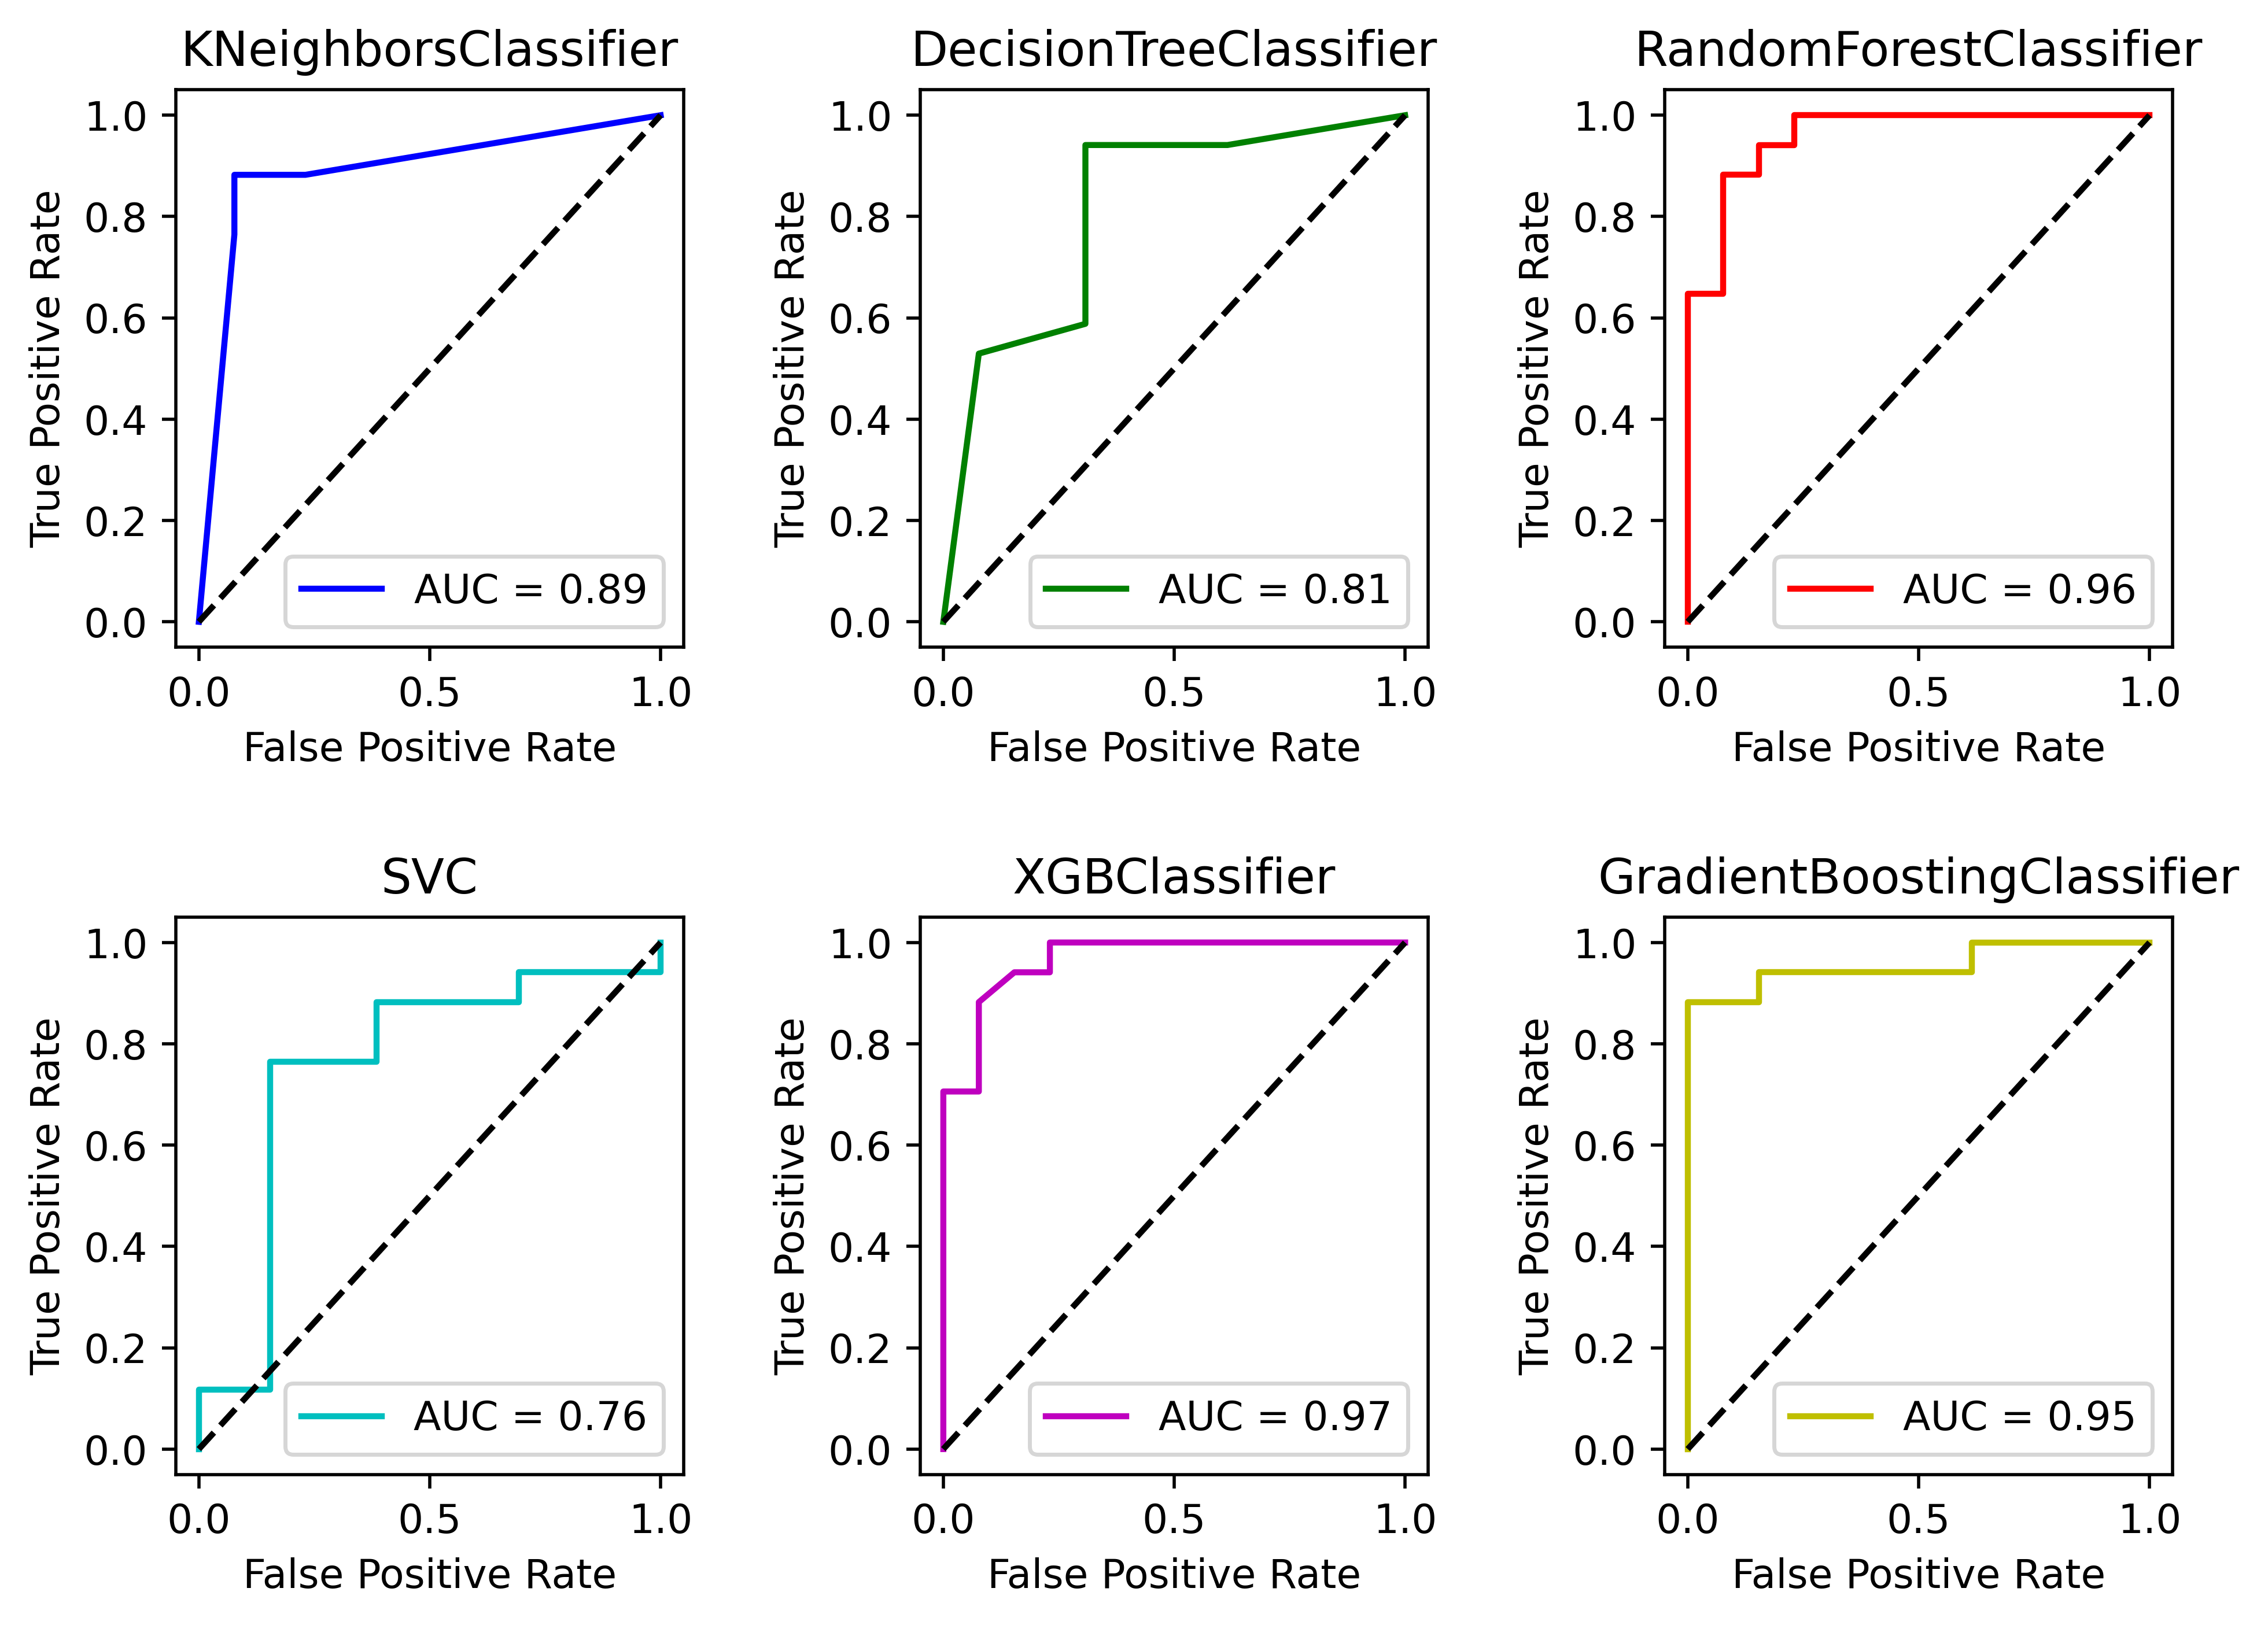 KNeighborsClassifier
True Positive Rate
1.0
0.8
0.6
0.4
0.2
0.0
AUC = 0.89
0.0 0.5 1.0
False Positive Rate
DecisionTreeClassifier
True Positive Rate
1.0
0.8
0.6
0.4
0.2
0.0
AUC = 0.81
0.0 0.5 1.0
False Positive Rate
RandomForestClassifier
True Positive Rate
1.0
0.8
0.6
0.4
0.2
0.0
AUC = 0.96
0.0 0.5 1.0
False Positive Rate
SVC
True Positive Rate
1.0
0.8
0.6
0.4
0.2
0.0
AUC = 0.76
0.0 0.5 1.0
False Positive Rate
XGBClassifier
True Positive Rate
1.0
0.8
0.6
0.4
0.2
0.0
AUC = 0.97
0.0 0.5 1.0
False Positive Rate
GradientBoostingClassifier
True Positive Rate
1.0
0.8
0.6
0.4
0.2
0.0
AUC = 0.95
0.0 0.5 1.0
False Positive Rate